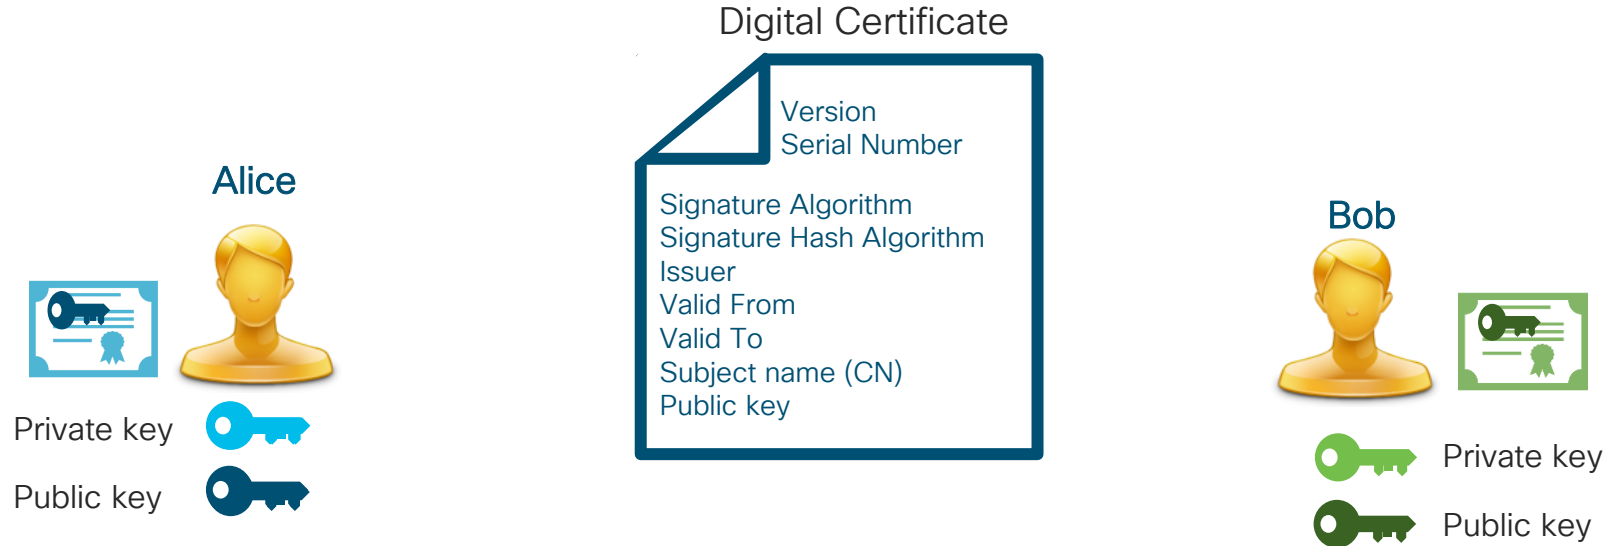 Digital Certificate
Version
Serial Number
Signature Algorithm
Signature Hash Algorithm
Issuer
Valid From
Valid To
Subject name (CN)
Public key
Alice
Private key
Public key
Bob
Private key
Public key